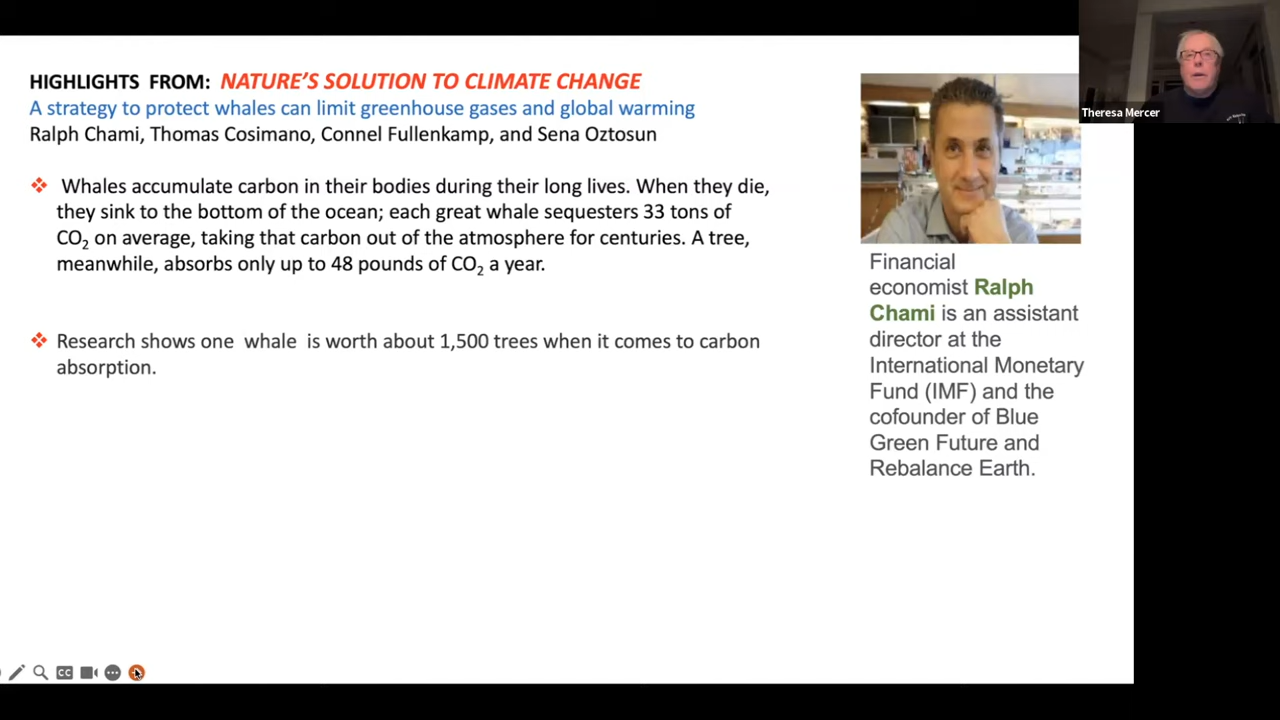 HIGHLIGHTS FROM: NATURE'S SOLUTION TO CLIMATE CHANGE
A strategy to protect whales can limit greenhouse gases and global warming
Ralph Chami, Thomas Cosimano, Connel Fullenkamp, and Sena Oztosun
❖ Whales accumulate carbon in their bodies during their long lives. When they die,
they sink to the bottom of the ocean; each great whale sequesters 33 tons of
CO₂ on average, taking that carbon out of the atmosphere for centuries. A tree,
meanwhile, absorbs only up to 48 pounds of CO₂ a year.
❖ Research shows one whale is worth about 1,500 trees when it comes to carbon
absorption.
Financial
economist Ralph
Chami is an assistant
director at the
International Monetary
Fund (IMF) and the
cofounder of Blue
Green Future and
Rebalance Earth.
Theresa Mercer
CC